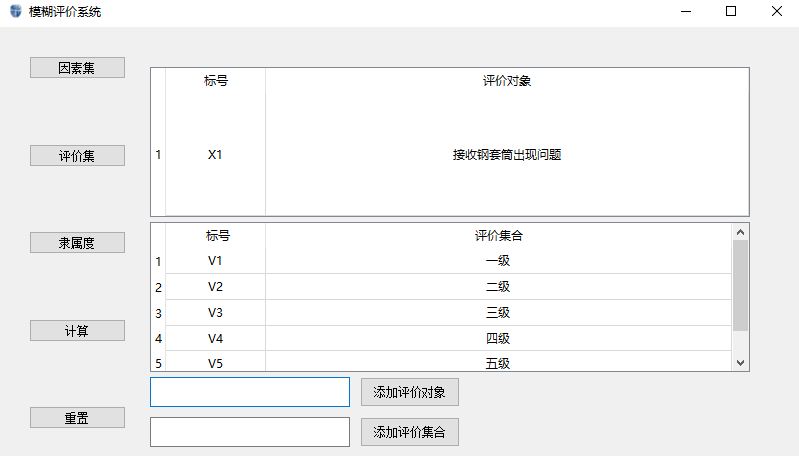 模糊评价系统
因素集
评价集
隶属度
计算
重置
标号 评价对象
1 X1 接收钢套筒出现问题
标号 评价集合
1 V1 一级
2 V2 二级
3 V3 三级
4 V4 四级
5 V5 五级
添加评价对象
添加评价集合